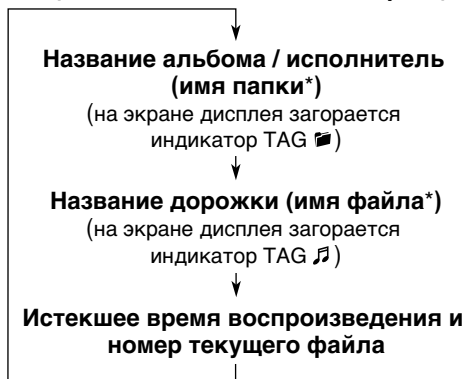 Название альбома / исполнитель
(имя папки*)
(на экране дисплея загорается
индикатор TAG)
Название дорожки (имя файла*)
(на экране дисплея загорается
индикатор TAG)
Истекшее время воспроизведения и
номер текущего файла